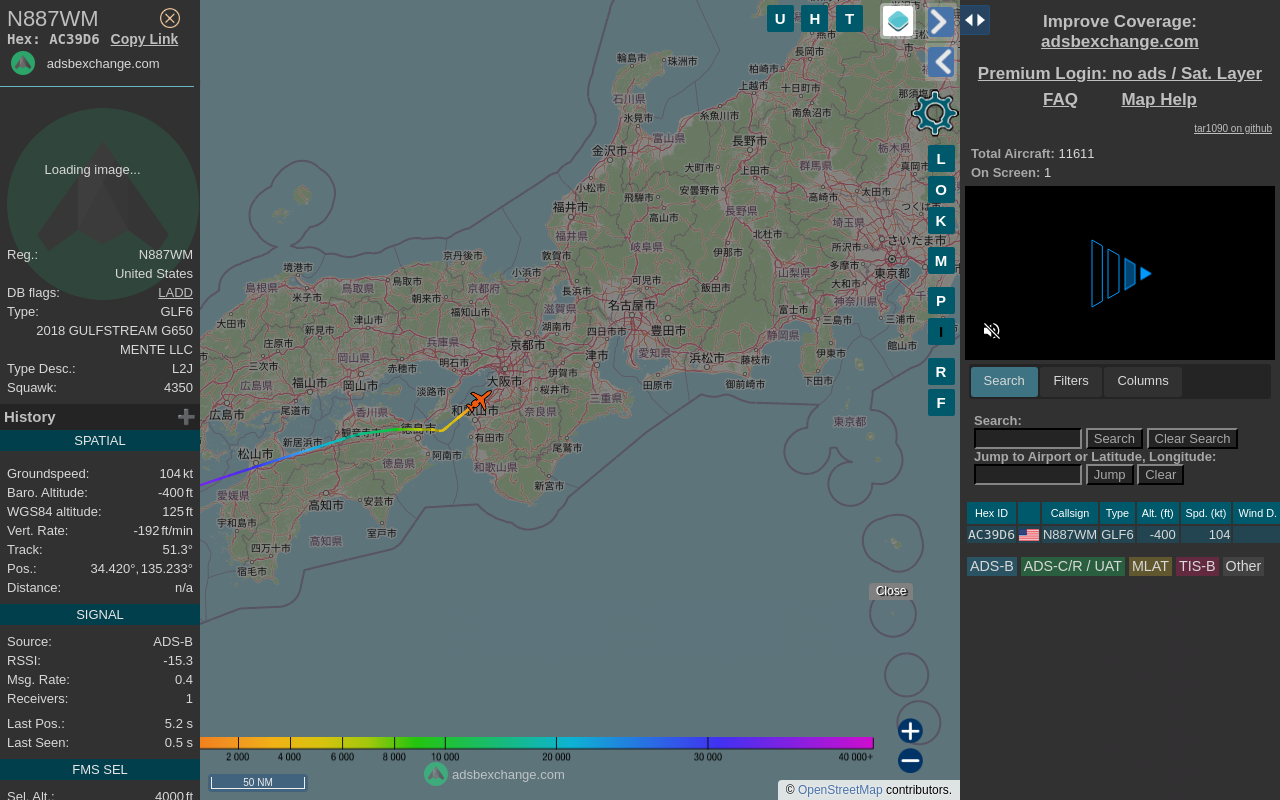 N887WM
Hex: AC39D6 Copy Link
adsbexchange.com
Loading image...
Reg.: N887WM
United States
DB flags: LADD
Type: GLF6
2018 GULFSTREAM G650
MENTE LLC
Type Desc.: L2J
Squawk: 4350
History
SPATIAL
Groundspeed: 104 kt
Baro. Altitude: -400 ft
WGS84 altitude: 125 ft
Vert. Rate: -192 ft/min
Track: 51.3°
Pos.: 34.420°, 135.233°
Distance: n/a
SIGNAL
Source: ADS-B
RSSI: -15.3
Msg. Rate: 0.4
Receivers: 1
Last Pos.: 5.2 s
Last Seen: 0.5 s
FMS SEL
Sel. Alt.: 4000 ft
U H T
L
O
K
M
P
I
R
F
輪島市
珠洲市
石川県
氷見市
富山県
金沢市
小松市
福井市
福井県
敦賀市
長岡市
燕市
柏崎市
上越市
十日町市
糸魚川市
南魚沼市
長野市
大町市
上田市
安曇野市
飛騨市
高山市
長野県
群馬県
栃木県
真岡市
太田市
高崎市
埼玉県
さいたま市
所沢市
多摩市
東京都
大和市
神奈川県
北杜市
山梨県
伊那市
岐阜県
可児市
飯田市
富士市
三島市
三浦市
館山市
静岡県
伊東市
下田市
藤枝市
御前崎市
浜松市
名古屋市
豊田市
愛知県
田原市
四日市市
津市
三重県
京丹後市
小浜市
長浜市
滋賀県
京都府
福知山市
湖南市
京都市
伊賀市
大阪市
桜井市
奈良県
和歌山市
有田市
和歌山県
尾鷲市
新宮市
境港市
島根県
米子市
鳥取県
鳥取市
朝来市
大田市
新見市
津山市
兵庫県
庄原市
三次市
岡山県
赤穂市
明石市
淡路市
広島県
福山市
岡山市
広島市
尾道市
香川県
観音寺市
徳島市
新居浜市
松山市
徳島県
阿南市
愛媛県
高知市
安芸市
室戸市
宇和島市
高知県
四万十市
宿毛市
東京都
Close
2 000 4 000 6 000 8 000 10 000 20 000 30 000 40 000+
50 NM
adsbexchange.com
© OpenStreetMap contributors.
Improve Coverage:
adsbexchange.com
Premium Login: no ads / Sat. Layer
FAQ Map Help
tar1090 on github
Total Aircraft: 11611
On Screen: 1
Search Filters Columns
Search:
Search Clear Search
Jump to Airport or Latitude, Longitude:
Jump Clear
Hex ID Callsign Type Alt. (ft) Spd. (kt) Wind D.
AC39D6 N887WM GLF6 -400 104
ADS-B ADS-C/R / UAT MLAT TIS-B Other